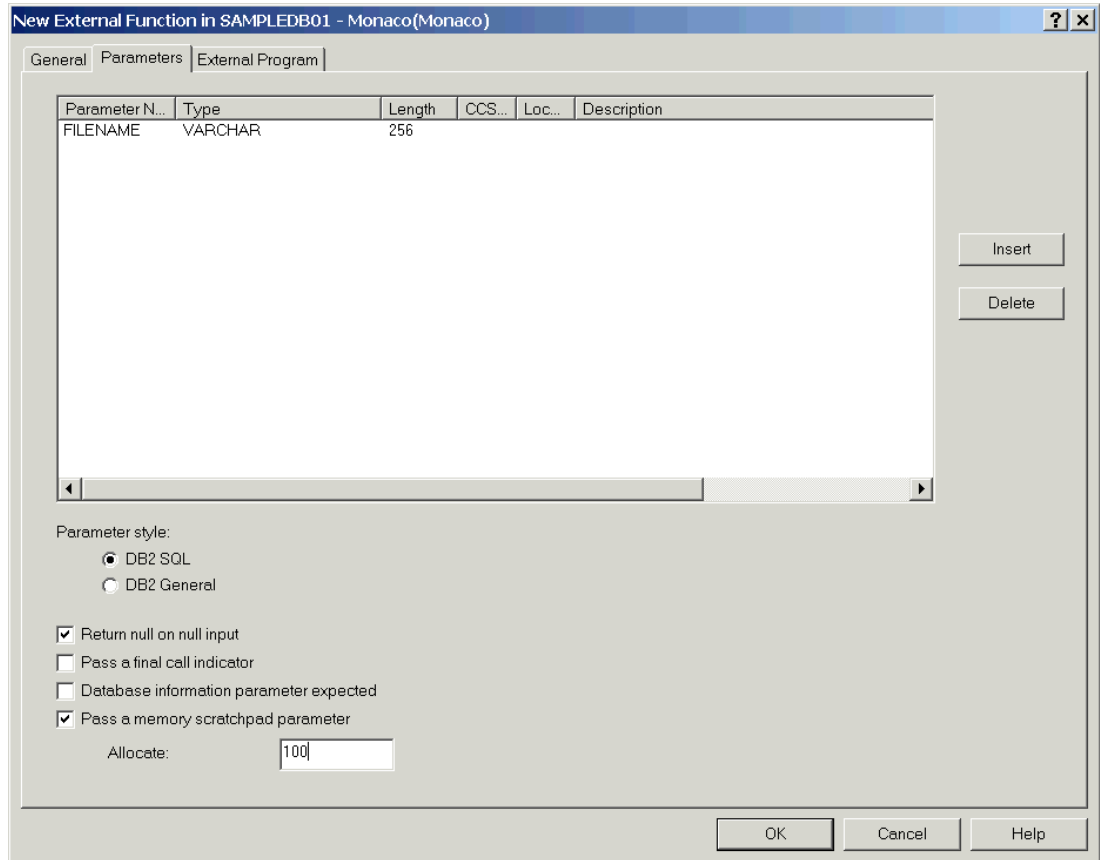 New External Function in SAMPLEDB01 - Monaco(Monaco)
General Parameters External Program
Parameter N... Type Length CCS... Loc... Description
FILENAME VARCHAR 256
Insert
Delete
Parameter style:
DB2 SQL
DB2 General
Return null on null input
Pass a final call indicator
Database information parameter expected
Pass a memory scratchpad parameter
Allocate: 100
OK Cancel Help